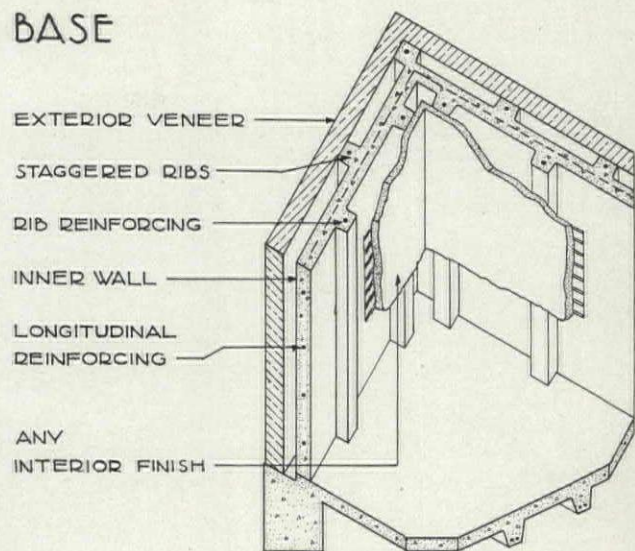 BASE
EXTERIOR VENEER
STAGGERED RIBS
RIB REINFORCING
INNER WALL
LONGITUDINAL
REINFORCING
ANY
INTERIOR FINISH